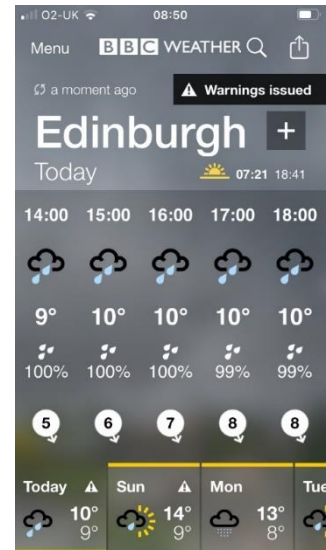 O2-UK 08:50
Menu BBC WEATHER
a moment ago Warnings issued
Edinburgh +
Today 07:21 18:41
14:00 15:00 16:00 17:00 18:00
9° 10° 10° 10° 10°
100% 100% 100% 99% 99%
5 6 7 8 8
Today Sun Mon Tue
10° 14° 13°
9° 9° 8°